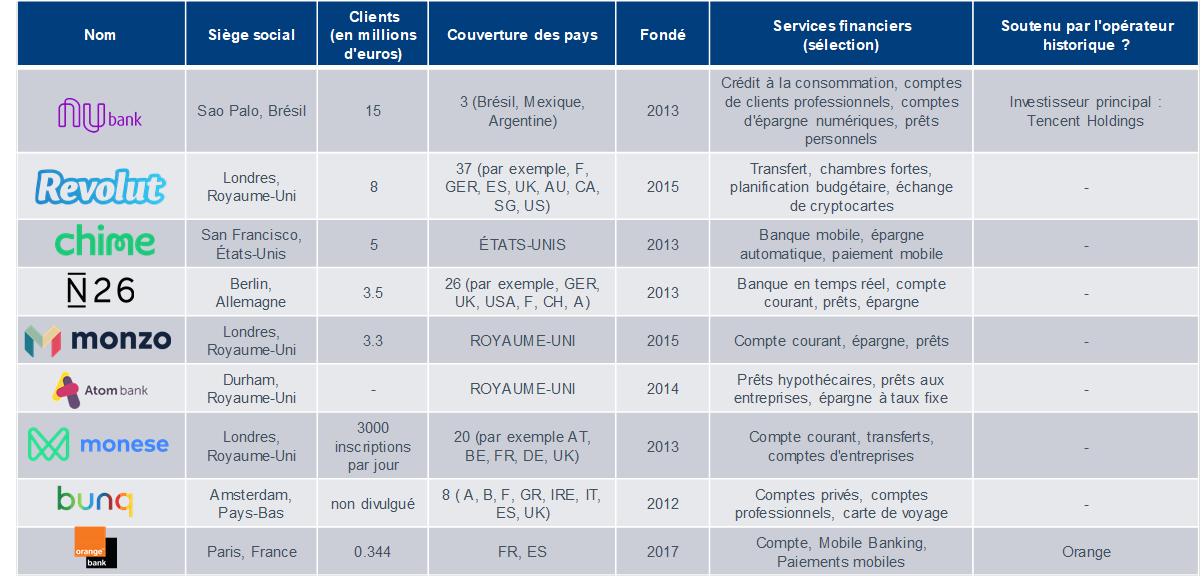 Nom
Siège social
Clients
(en millions
d'euros)
Couverture des pays
Fondé
Services financiers
(sélection)
Soutenu par l'opérateur
historique ?
nu bank
Sao Palo, Brésil
15
3 (Brésil, Mexique,
Argentine)
2013
Crédit à la consommation, comptes
de clients professionnels, comptes
d'épargne numériques, prêts
personnels
Investisseur principal :
Tencent Holdings
Revolut
Londres,
Royaume-Uni
8
37 (par exemple, F,
GER, ES, UK, AU, CA,
SG, US)
2015
Transfert, chambres fortes,
planification budgétaire, échange
de cryptocartes
-
chime
San Francisco,
États-Unis
5
ÉTATS-UNIS
2013
Banque mobile, épargne
automatique, paiement mobile
-
N26
Berlin,
Allemagne
3.5
26 (par exemple, GER,
UK, USA, F, CH, A)
2013
Banque en temps réel, compte
courant, prêts, épargne
-
monzo
Londres,
Royaume-Uni
3.3
ROYAUME-UNI
2015
Compte courant, épargne, prêts
-
Atom bank
Durham,
Royaume-Uni
-
ROYAUME-UNI
2014
Prêts hypothécaires, prêts aux
entreprises, épargne à taux fixe
-
monese
Londres,
Royaume-Uni
3000
inscriptions
par jour
20 (par exemple AT,
BE, FR, DE, UK)
2013
Compte courant, transferts,
comptes d'entreprises
-
bunq
Amsterdam,
Pays-Bas
non divulgué
8 ( A, B, F, GR, IRE, IT,
ES, UK)
2012
Comptes privés, comptes
professionnels, carte de voyage
-
orange
bank
Paris, France
0.344
FR, ES
2017
Compte, Mobile Banking,
Paiements mobiles
Orange